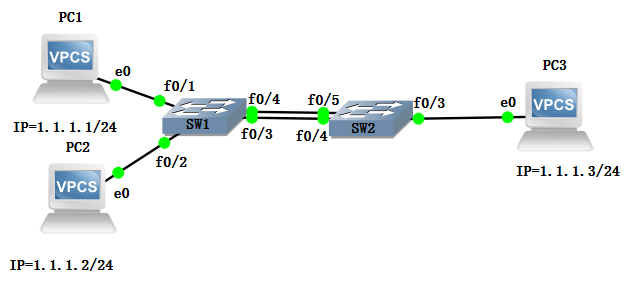 PC1
VPCS
e0
f0/1
IP=1.1.1.1/24
PC2
VPCS
e0
f0/2
IP=1.1.1.2/24
SW1
f0/4
f0/3
f0/5
f0/4
SW2
f0/3
PC3
e0
VPCS
IP=1.1.1.3/24